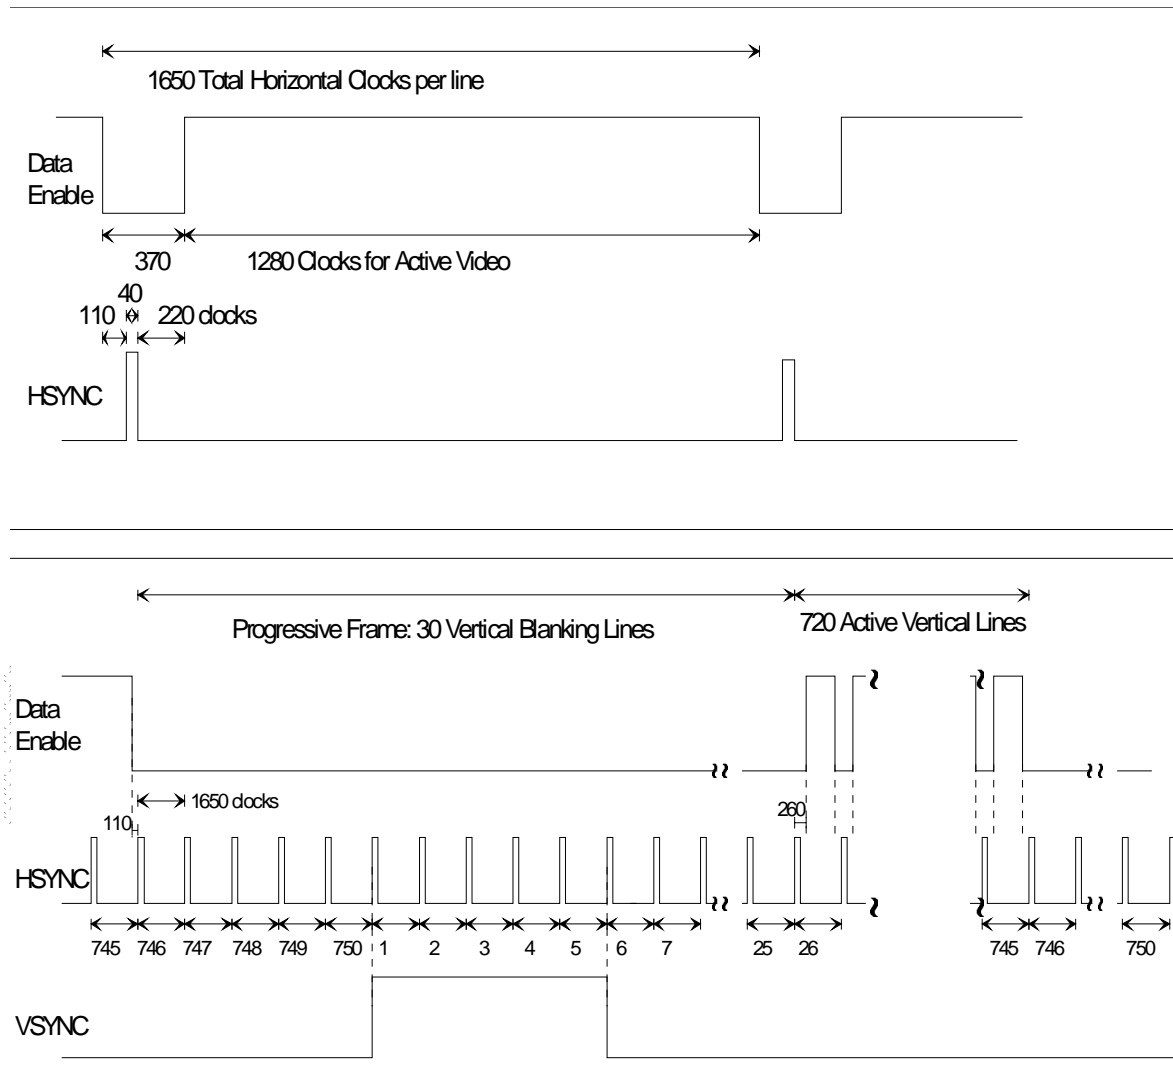 1650 Total Horizontal Clocks per line
Data
Enable
370
1280 Clocks for Active Video
40
110
220 clocks
HSYNC
Progressive Frame: 30 Vertical Blanking Lines
720 Active Vertical Lines
Data
Enable
1650 clocks
110
260
HSYNC
745 746 747 748 749 750 1 2 3 4 5 6 7 25 26 745 746 750
VSYNC